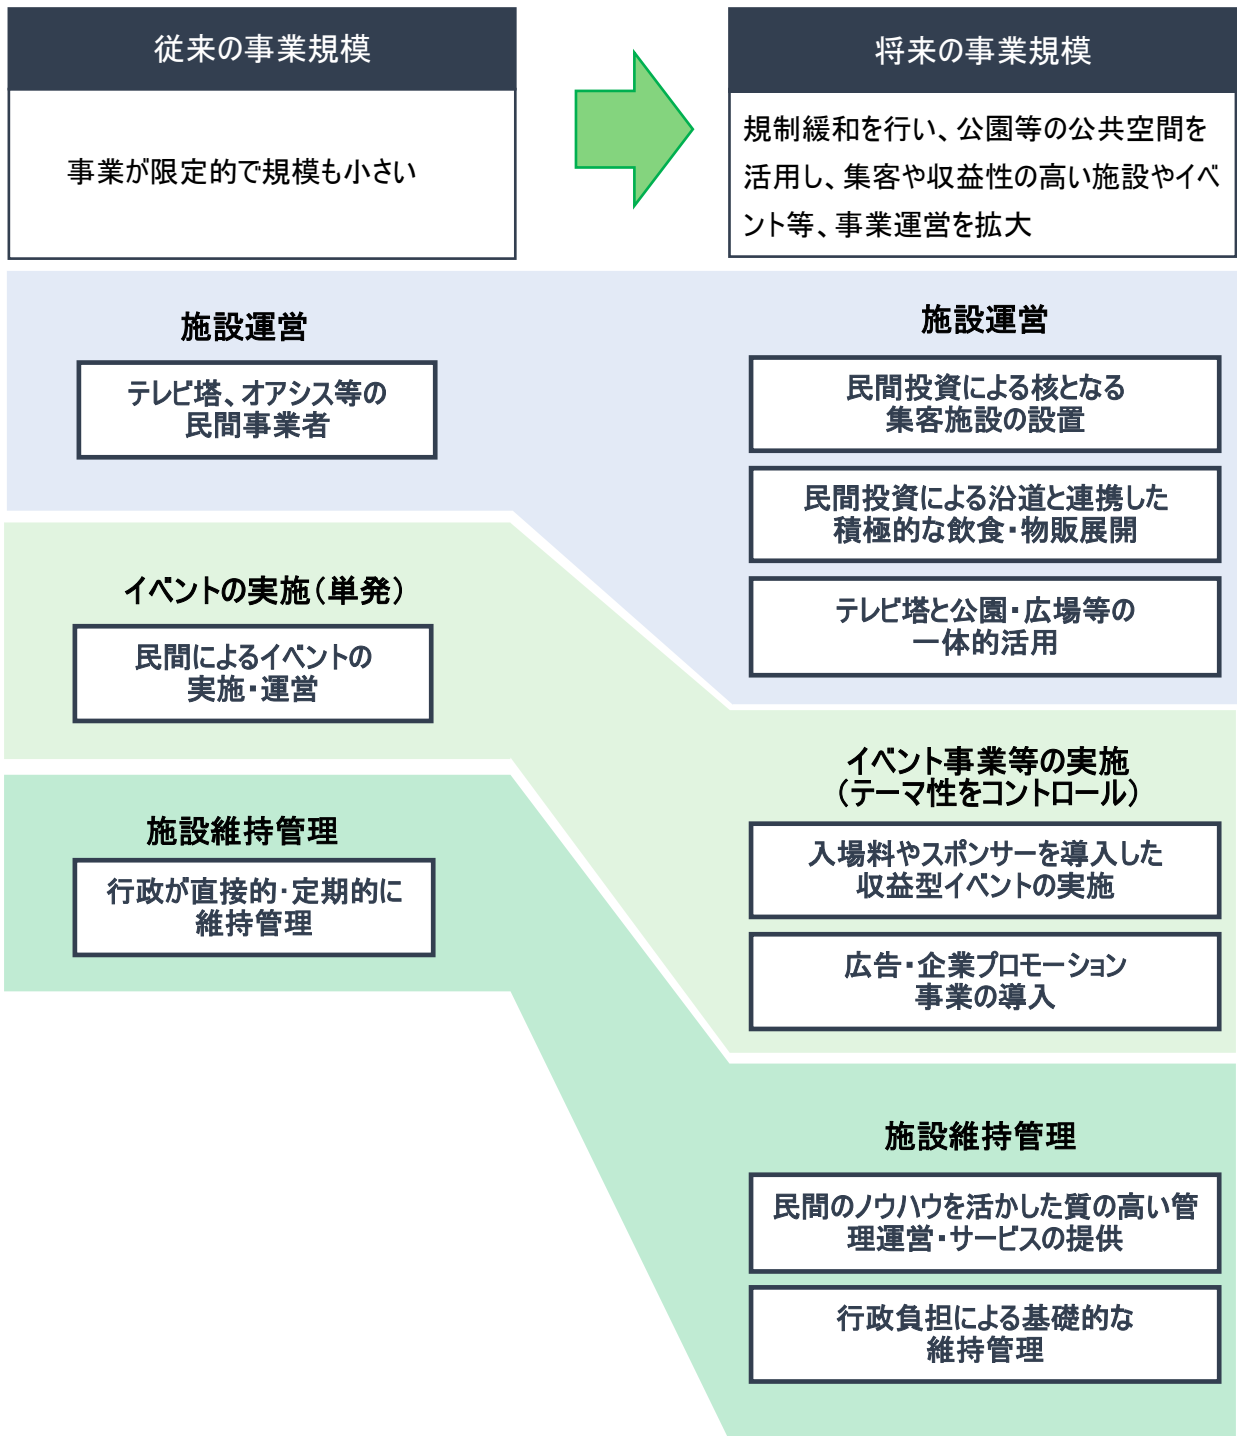 従来の事業規模
事業が限定的で規模も小さい
将来の事業規模
規制緩和を行い、公園等の公共空間を
活用し、集客や収益性の高い施設やイベ
ント等、事業運営を拡大
施設運営
テレビ塔、オアシス等の
民間事業者
施設運営
民間投資による核となる
集客施設の設置
民間投資による沿道と連携した
積極的な飲食・物販展開
テレビ塔と公園・広場等の
一体的活用
イベントの実施（単発）
民間によるイベントの
実施・運営
イベント事業等の実施
（テーマ性をコントロール）
入場料やスポンサーを導入した
収益型イベントの実施
広告・企業プロモーション
事業の導入
施設維持管理
行政が直接的・定期的に
維持管理
施設維持管理
民間のノウハウを活かした質の高い管
理運営・サービスの提供
行政負担による基礎的な
維持管理